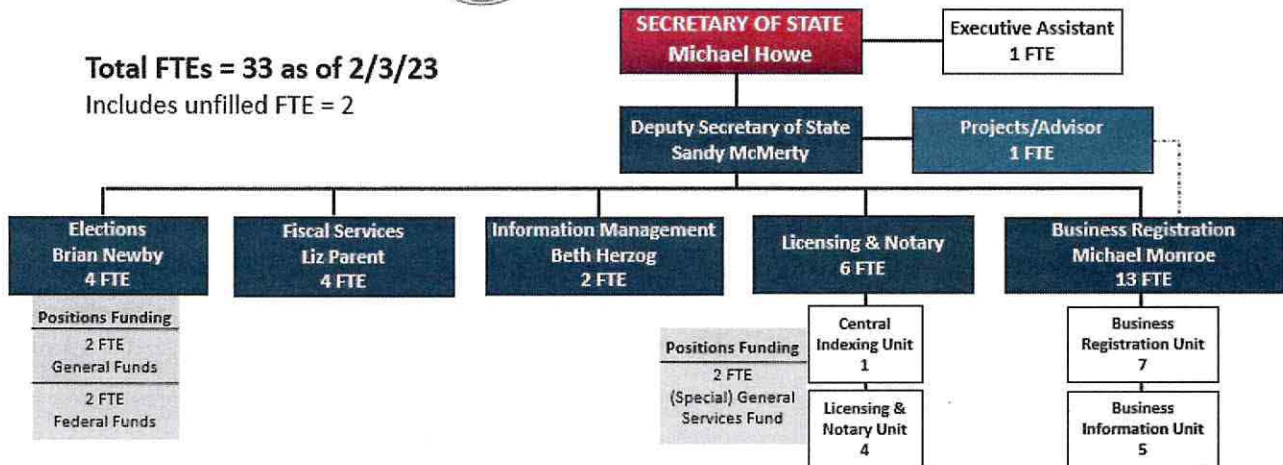 SECRETARY OF STATE
Michael Howe
Executive Assistant
1 FTE
Total FTEs = 33 as of 2/3/23
Includes unfilled FTE = 2
Deputy Secretary of State
Sandy McMerty
Projects/Advisor
1 FTE
Elections
Brian Newby
4 FTE
Fiscal Services
Liz Parent
4 FTE
Information Management
Beth Herzog
2 FTE
Licensing & Notary
6 FTE
Business Registration
Michael Monroe
13 FTE
Positions Funding
2 FTE
General Funds
2 FTE
Federal Funds
Positions Funding
2 FTE
(Special) General
Services Fund
Central
Indexing Unit
1
Licensing &
Notary Unit
4
Business
Registration Unit
7
Business
Information Unit
5